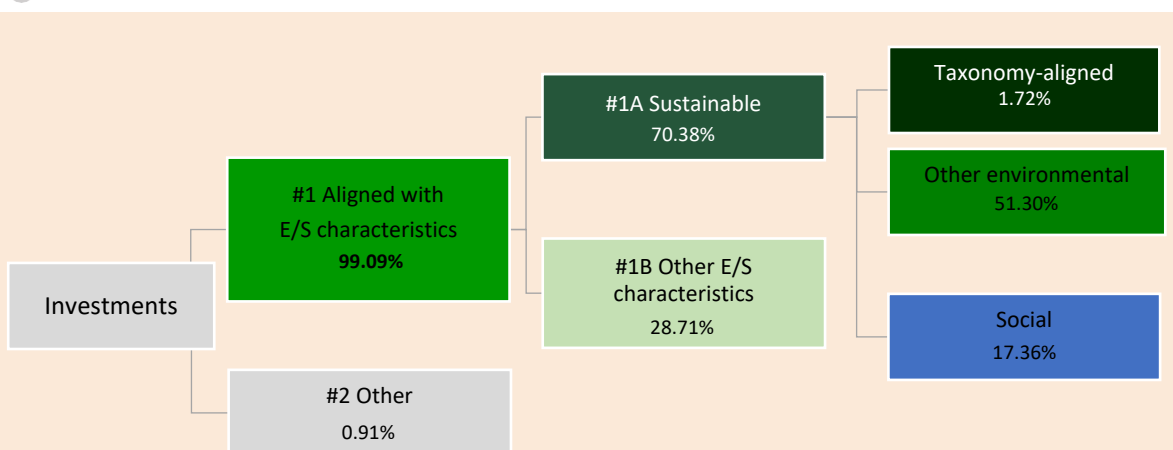 Investments
#1 Aligned with
E/S characteristics
99.09%
#2 Other
0.91%
#1A Sustainable
70.38%
#1B Other E/S
characteristics
28.71%
Taxonomy-aligned
1.72%
Other environmental
51.30%
Social
17.36%